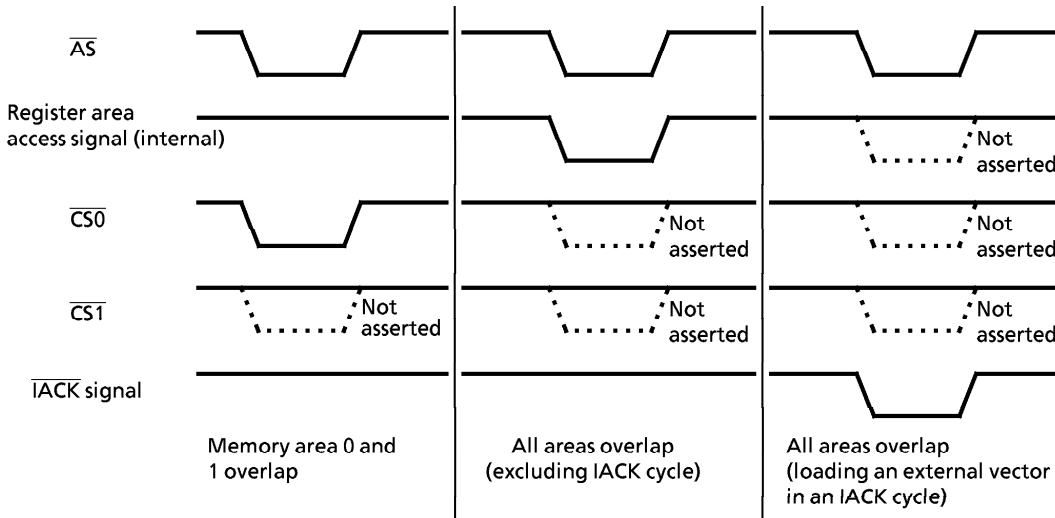 AS
Register area
access signal (internal)
Not
asserted
CS0
Not
asserted
Not
asserted
CS1
Not
asserted
Not
asserted
Not
asserted
IACK signal
Memory area 0 and
1 overlap
All areas overlap
(excluding IACK cycle)
All areas overlap
(loading an external vector
in an IACK cycle)